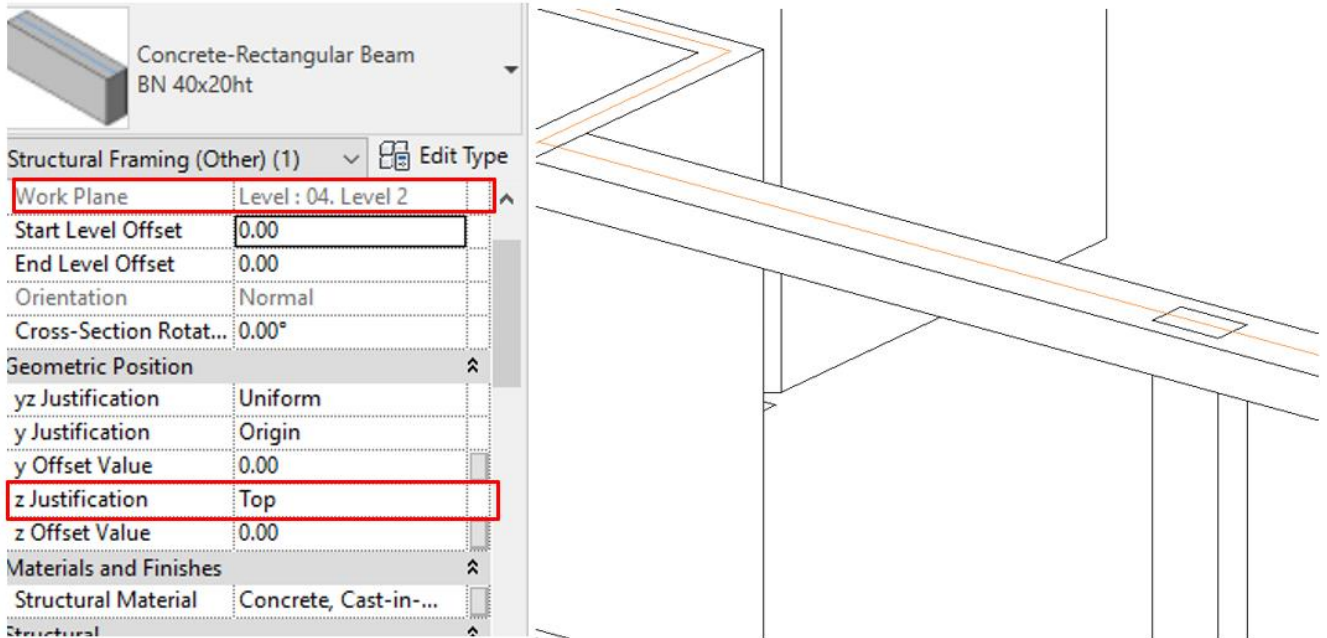 Concrete-Rectangular Beam
BN 40x20ht
Structural Framing (Other) (1) Edit Type
Work Plane Level : 04. Level 2
Start Level Offset 0.00
End Level Offset 0.00
Orientation Normal
Cross-Section Rotat... 0.00°
Geometric Position
yz Justification Uniform
y Justification Origin
y Offset Value 0.00
z Justification Top
z Offset Value 0.00
Materials and Finishes
Structural Material Concrete, Cast-in-...
Structural